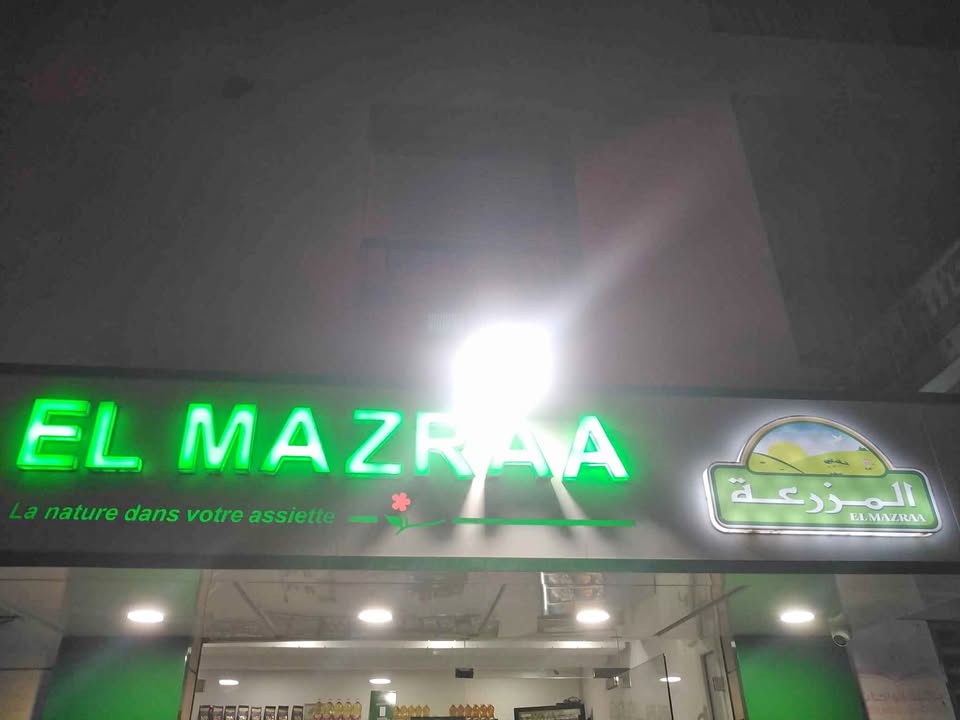 EL MAZRAA
La nature dans votre assiette
المزرعة
EL MAZRAA